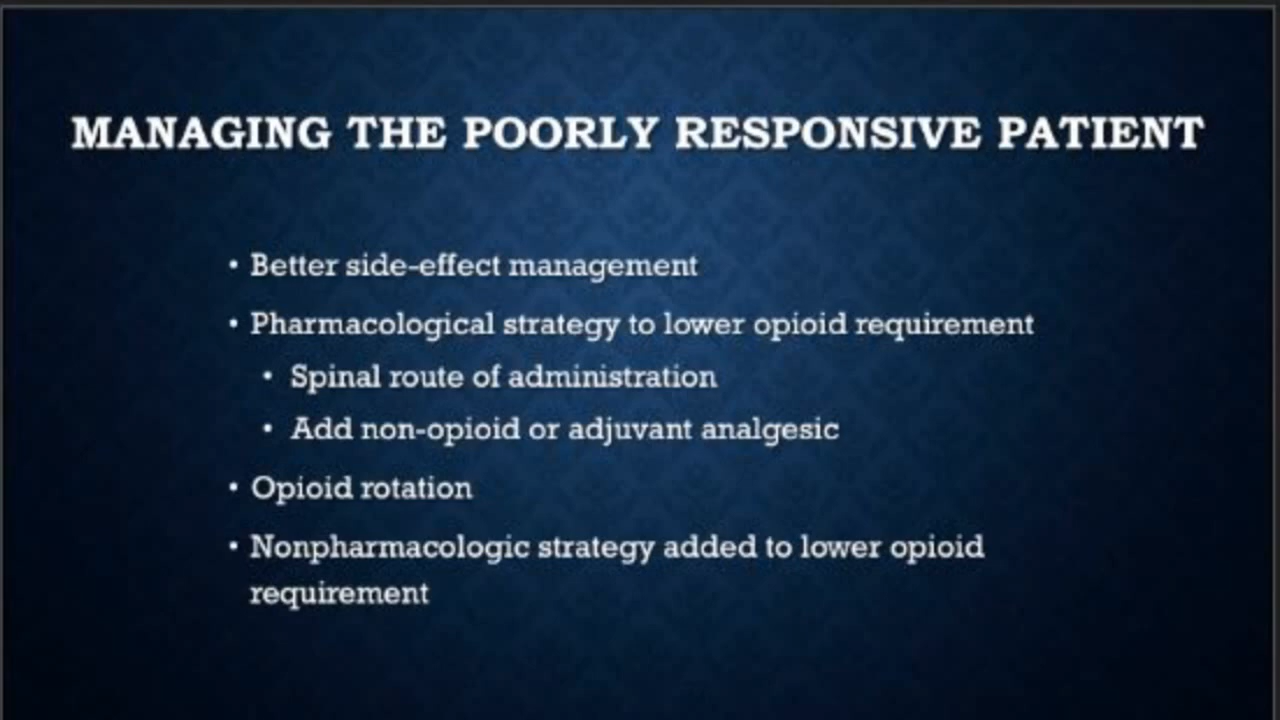 MANAGING THE POORLY RESPONSIVE PATIENT
• Better side-effect management
• Pharmacological strategy to lower opioid requirement
• Spinal route of administration
• Add non-opioid or adjuvant analgesic
• Opioid rotation
• Nonpharmacologic strategy added to lower opioid
requirement